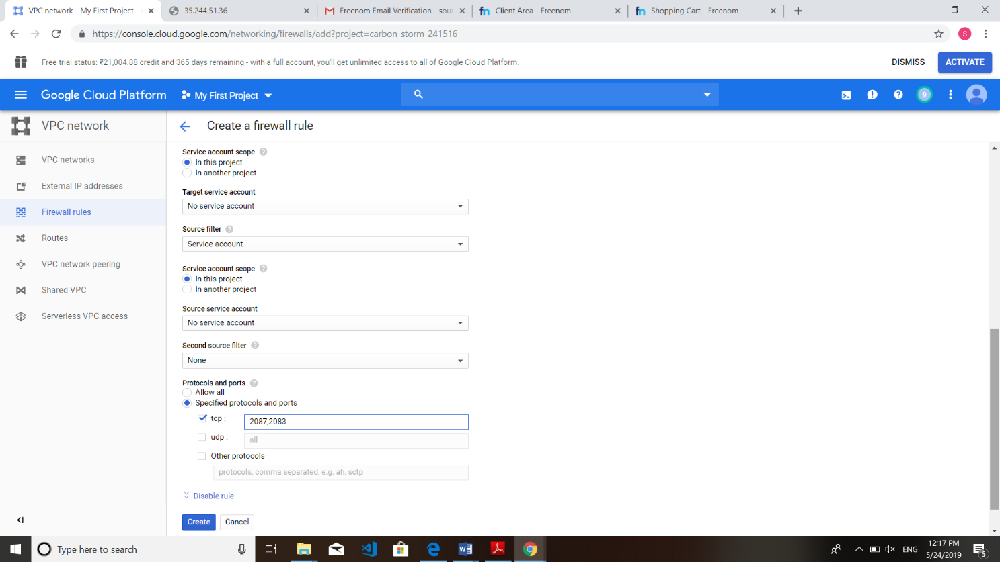 VPC network - My First Project -
35.244.51.36
Freenom Email Verification - sour
fn Client Area - Freenom
fn Shopping Cart - Freenom
https://console.cloud.google.com/networking/firewalls/add?project=carbon-storm-241516
S
Free trial status: ₹21,004.88 credit and 365 days remaining - with a full account, you'll get unlimited access to all of Google Cloud Platform.
DISMISS
ACTIVATE
Google Cloud Platform
My First Project
9
VPC network
Create a firewall rule
VPC networks
External IP addresses
Firewall rules
Routes
VPC network peering
Shared VPC
Serverless VPC access
Service account scope
In this project
In another project
Target service account
No service account
Source filter
Service account
Service account scope
In this project
In another project
Source service account
No service account
Second source filter
None
Protocols and ports
Allow all
Specified protocols and ports
tcp :
2087,2083
udp :
all
Other protocols
protocols, comma separated, e.g. ah, sctp
Disable rule
Create
Cancel
Type here to search
ENG
12:17 PM
5/24/2019
5